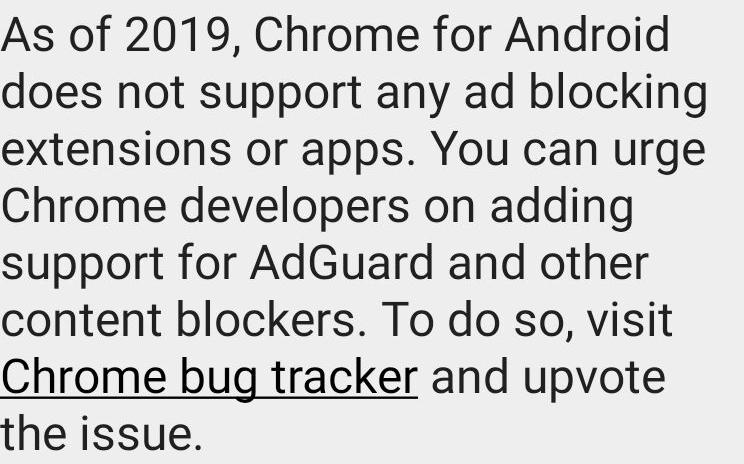 As of 2019, Chrome for Android
does not support any ad blocking
extensions or apps. You can urge
Chrome developers on adding
support for AdGuard and other
content blockers. To do so, visit
Chrome bug tracker and upvote
the issue.